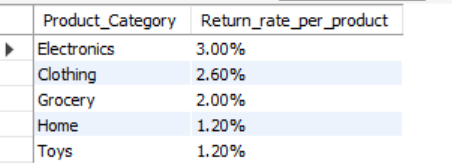 Product_Category Return_rate_per_product
Electronics 3.00%
Clothing 2.60%
Grocery 2.00%
Home 1.20%
Toys 1.20%